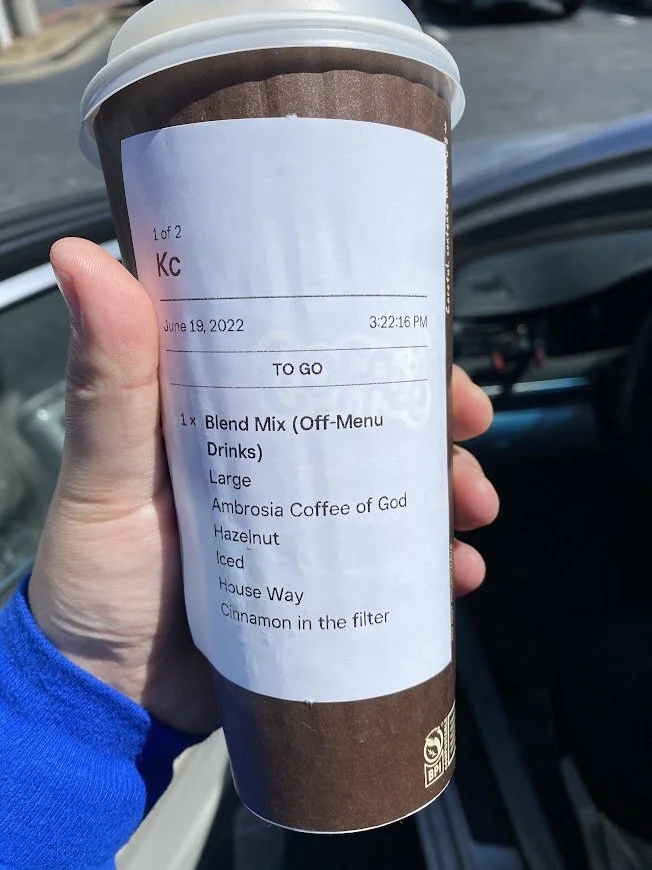 1 of 2
Kc
June 19, 2022 3:22:16 PM
TO GO
1 x Blend Mix (Off-Menu
Drinks)
Large
Ambrosia Coffee of God
Hazelnut
Iced
House Way
Cinnamon in the filter
BPI